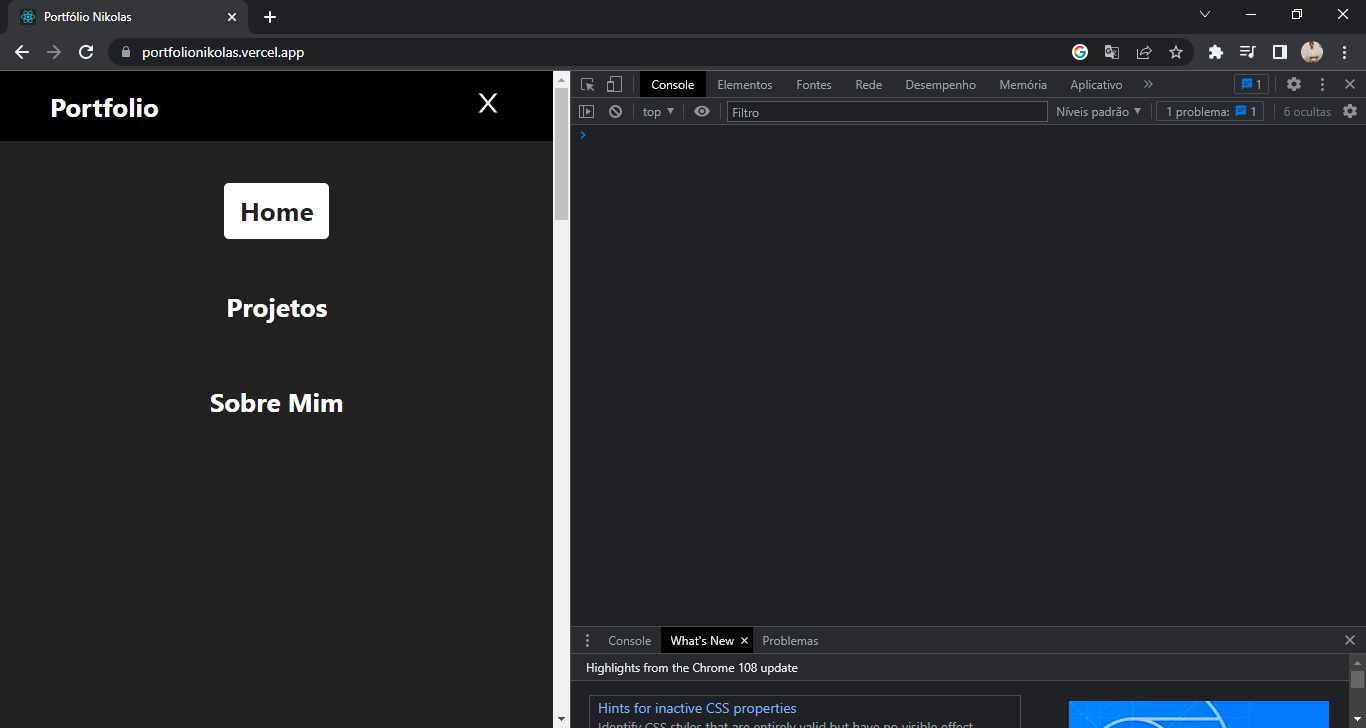 Portfólio Nikolas
portfolionikolas.vercel.app
Portfolio
X
Home
Projetos
Sobre Mim
Console Elementos Fontes Rede Desempenho Memória Aplicativo » 1
top Filtro Níveis padrão 1 problema: 1 6 ocultas
Console What's New Problemas
Highlights from the Chrome 108 update
Hints for inactive CSS properties
Identify CSS styles that are entirely valid but have no visible effect